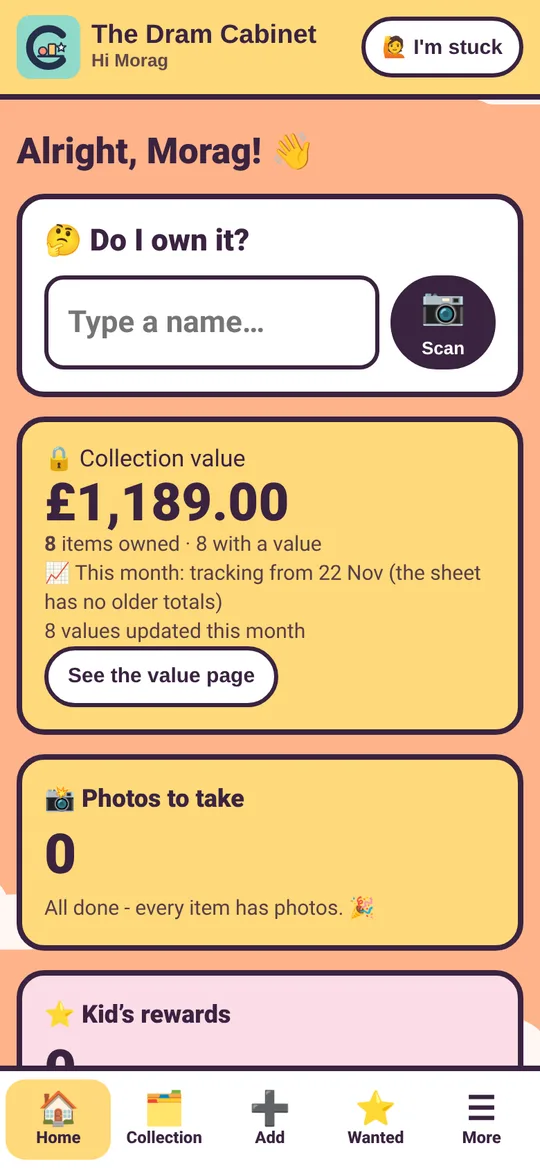 The Dram Cabinet
Hi Morag
🙋 I'm stuck
Alright, Morag! 👋
🤔 Do I own it?
Type a name…
Scan
🔒 Collection value
£1,189.00
8 items owned · 8 with a value
📈 This month: tracking from 22 Nov (the sheet
has no older totals)
8 values updated this month
See the value page
📸 Photos to take
0
All done - every item has photos. 🎉
⭐ Kid’s rewards
0
Home
Collection
Add
Wanted
More